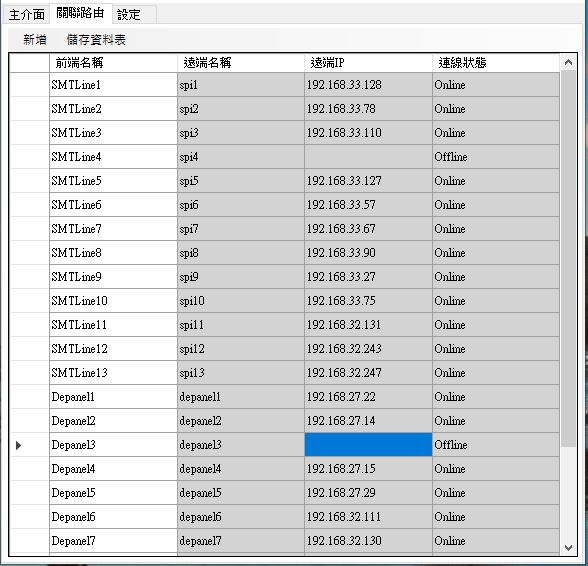 主介面 關聯路由 設定
新增 儲存資料表
前端名稱 遠端名稱 遠端IP 連線狀態
SMTLine1 spi1 192.168.33.128 Online
SMTLine2 spi2 192.168.33.78 Online
SMTLine3 spi3 192.168.33.110 Online
SMTLine4 spi4 Offline
SMTLine5 spi5 192.168.33.127 Online
SMTLine6 spi6 192.168.33.57 Online
SMTLine7 spi7 192.168.33.67 Online
SMTLine8 spi8 192.168.33.90 Online
SMTLine9 spi9 192.168.33.27 Online
SMTLine10 spi10 192.168.33.75 Online
SMTLine11 spi11 192.168.32.131 Online
SMTLine12 spi12 192.168.32.243 Online
SMTLine13 spi13 192.168.32.247 Online
Depanel1 depanel1 192.168.27.22 Online
Depanel2 depanel2 192.168.27.14 Online
Depanel3 depanel3 Offline
Depanel4 depanel4 192.168.27.15 Online
Depanel5 depanel5 192.168.27.29 Online
Depanel6 depanel6 192.168.32.111 Online
Depanel7 depanel7 192.168.32.130 Online